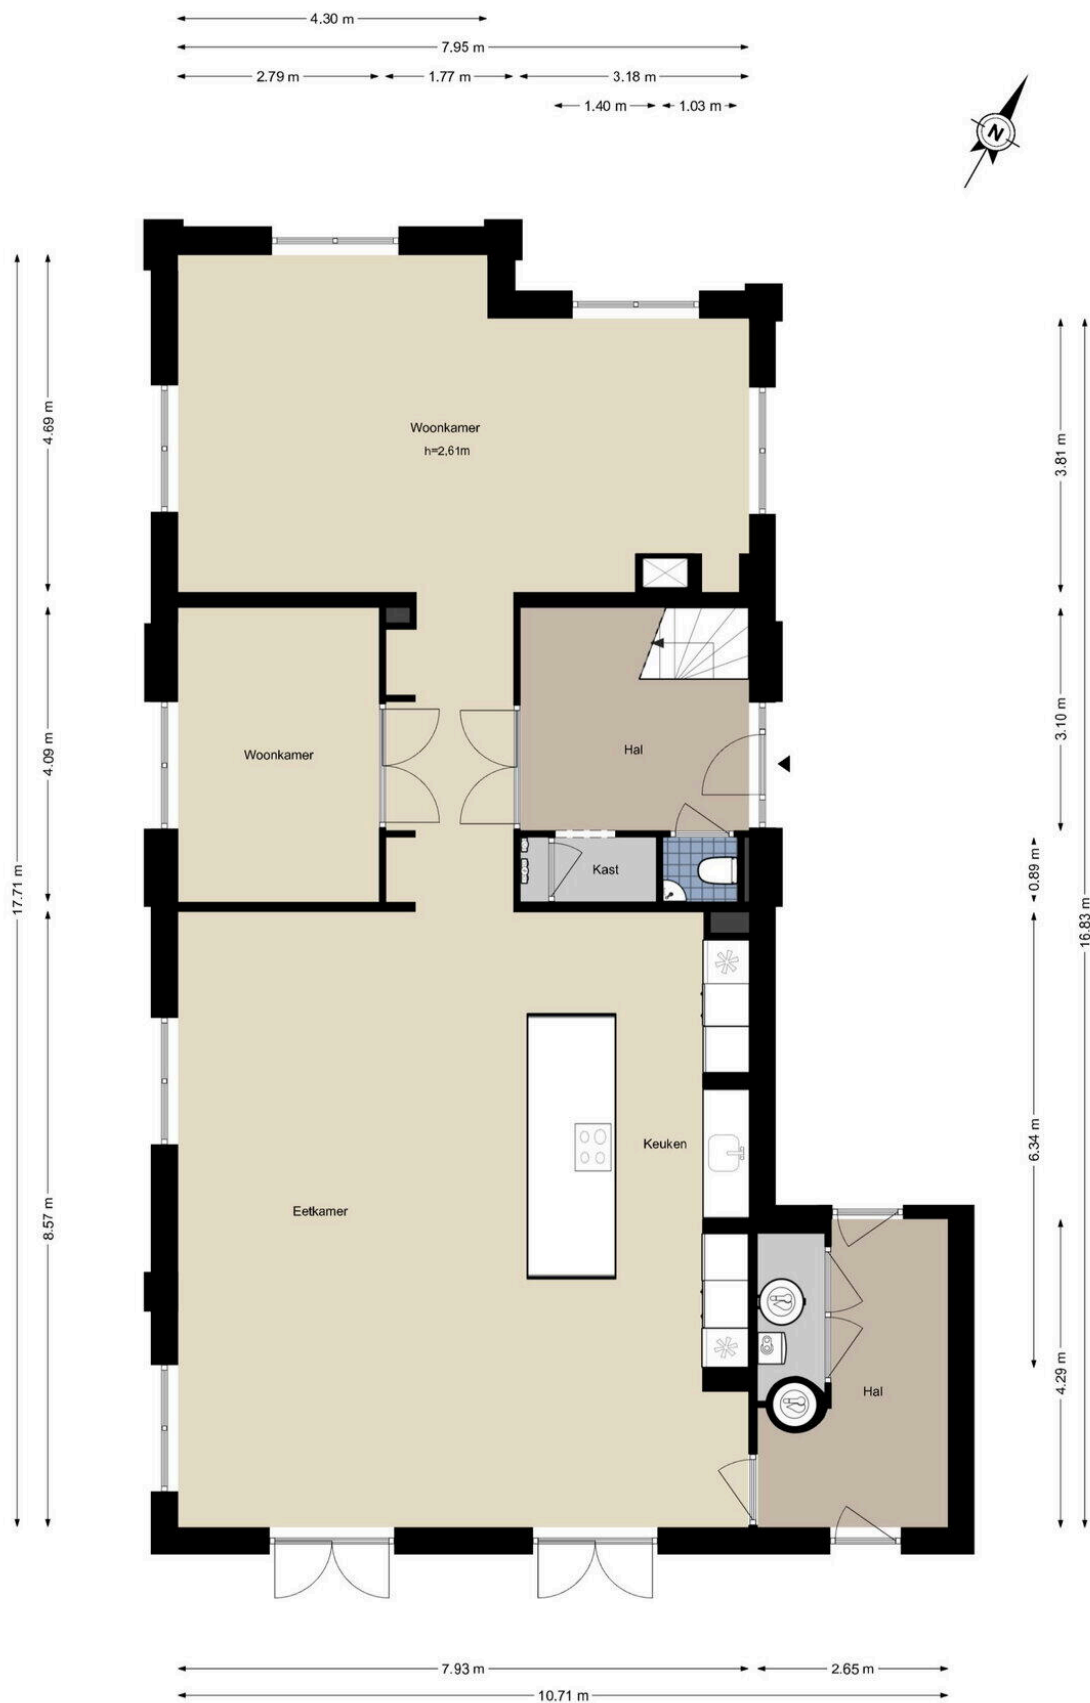 4.30 m
7.95 m
2.79 m 1.77 m 3.18 m
1.40 m 1.03 m
N
Woonkamer
h=2,61m
4.69 m
3.81 m
Woonkamer
Hal
4.09 m
3.10 m
Kast
0.89 m
17.71 m
16.83 m
Keuken
6.34 m
Eetkamer
8.57 m
Hal
4.29 m
7.93 m 2.65 m
10.71 m